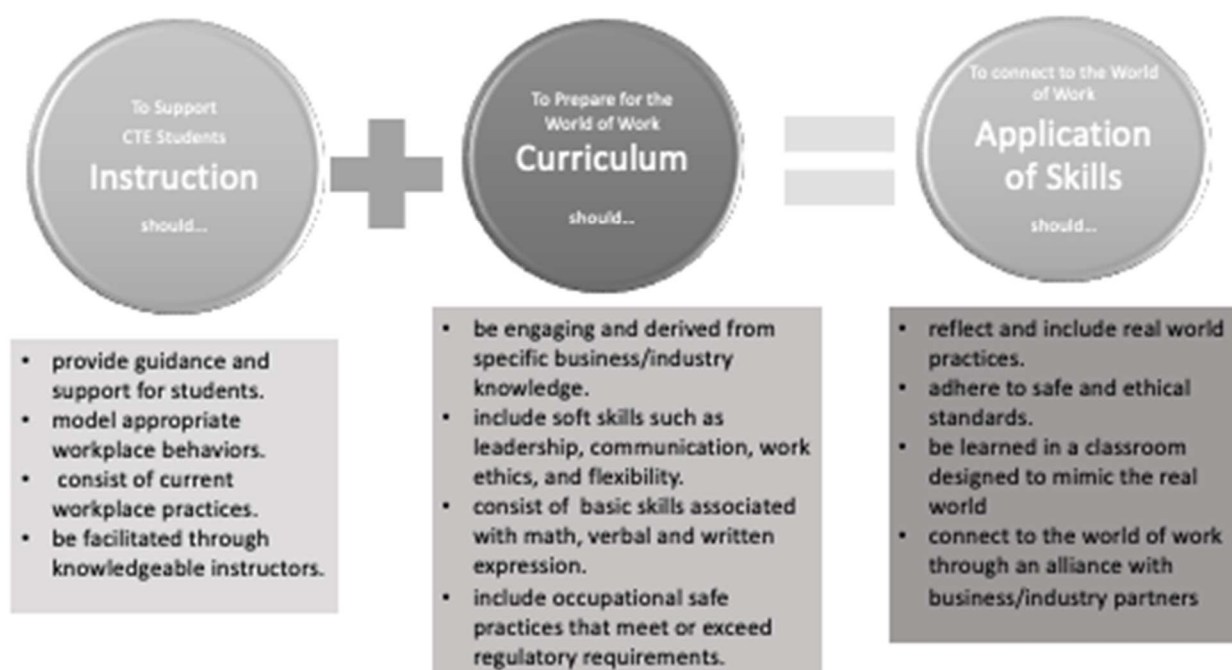 To Support
CTE Students
Instruction
should...
To Prepare for the
World of Work
Curriculum
should...
To connect to the World
of Work
Application
of Skills
should...
• provide guidance and
support for students.
• model appropriate
workplace behaviors.
• consist of current
workplace practices.
• be facilitated through
knowledgeable instructors.
• be engaging and derived from
specific business/industry
knowledge.
• include soft skills such as
leadership, communication, work
ethics, and flexibility.
• consist of basic skills associated
with math, verbal and written
expression.
• include occupational safe
practices that meet or exceed
regulatory requirements.
• reflect and include real world
practices.
• adhere to safe and ethical
standards.
• be learned in a classroom
designed to mimic the real
world
• connect to the world of work
through an alliance with
business/industry partners